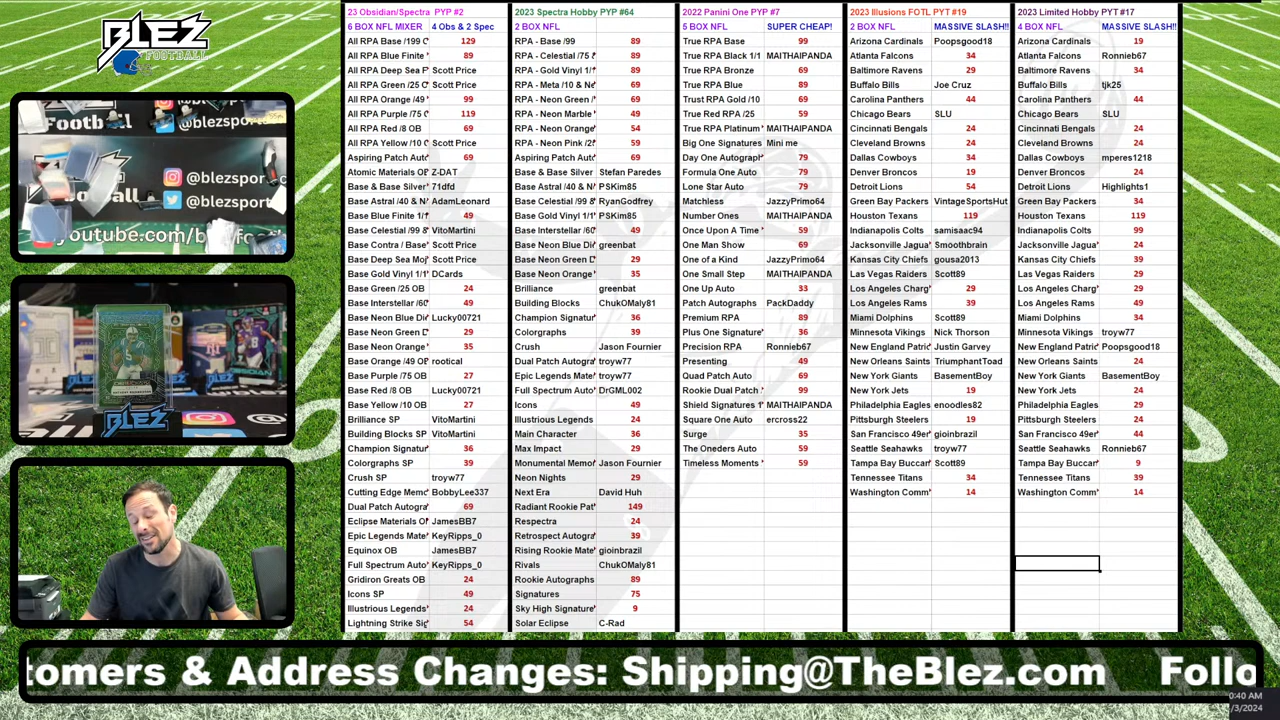 BLEZ
FOOTBALL
Football
@blezsports
@blezsport
youtube.com/blezfootball
BLEZ
23 Obsidian/Spectra PYP #2
6 BOX NFL MIXER 4 Obs & 2 Spec
All RPA Base /199 129
All RPA Blue Finite 89
All RPA Deep Sea F Scott Price
All RPA Green /25 Scott Price
All RPA Orange /49 99
All RPA Purple /75 119
All RPA Red /8 OB 69
All RPA Yellow /10 Scott Price
Aspiring Patch Aut 69
Atomic Materials OB Z-DAT
Base & Base Silver 71dfd
Base Astral /40 & N AdamLeonard
Base Blue Finite 1/ 49
Base Celestial /99 8 VitoMartini
Base Contra / Base Scott Price
Base Deep Sea Moj Scott Price
Base Gold Vinyl 1/1 DCards
Base Green /25 OB 24
Base Interstellar /60 49
Base Neon Blue Di Lucky00721
Base Neon Green D 29
Base Neon Orange 35
Base Orange /49 OB rootical
Base Purple /75 OB 27
Base Red /8 OB Lucky00721
Base Yellow /10 OB 27
Brilliance SP VitoMartini
Building Blocks SP VitoMartini
Champion Signatur 36
Colorgraphs SP 39
Crush SP troyw77
Cutting Edge Memo BobbyLee337
Dual Patch Autogra 69
Eclipse Materials O JamesBB7
Epic Legends Mate KeyRipps_0
Equinox OB JamesBB7
Full Spectrum Auto KeyRipps_0
Gridiron Greats OB 24
Icons SP 49
Illustrious Legends 24
Lightning Strike Sig 54
2023 Spectra Hobby PYP #64
2 BOX NFL
RPA - Base /99 89
RPA - Celestial /75 89
RPA - Gold Vinyl 1/ 89
RPA - Meta /10 & Ne 69
RPA - Neon Green / 69
RPA - Neon Marble 49
RPA - Neon Orange 54
RPA - Neon Pink /2 59
Aspiring Patch Aut 69
Base & Base Silver Stefan Paredes
Base Astral /40 & N PSKim85
Base Celestial /99 8 RyanGodfrey
Base Gold Vinyl 1/ PSKim85
Base Interstellar /60 49
Base Neon Blue Di greenbat
Base Neon Green D 29
Base Neon Orange 35
Brilliance greenbat
Building Blocks ChukOMaly81
Champion Signatur 36
Colorgraphs 39
Crush Jason Fournier
Dual Patch Autogra troyw77
Epic Legends Mate troyw77
Full Spectrum Auto DrGML002
Icons 49
Illustrious Legends 24
Main Character 36
Max Impact 29
Monumental Memo Jason Fournier
Neon Nights 29
Next Era David Huh
Radiant Rookie Pat 149
Respectra 24
Retrospect Autogra 39
Rising Rookie Mate gioinbrazil
Rivals ChukOMaly81
Rookie Autographs 89
Signatures 75
Sky High Signature 9
Solar Eclipse C-Rad
2022 Panini One PYP #7
5 BOX NFL SUPER CHEAP!
True RPA Base 99
True RPA Black 1/1 MAITHAIPANDA
True RPA Bronze 69
True RPA Blue 89
Trust RPA Gold /10 69
True Red RPA /25 59
True RPA Platinum MAITHAIPANDA
Big One Signatures Mini me
Day One Autograph 79
Formula One Auto 79
Lone Star Auto 79
Matchless JazzyPrimo64
Number Ones MAITHAIPANDA
Once Upon A Time 59
One Man Show 69
One of a Kind JazzyPrimo64
One Small Step MAITHAIPANDA
One Up Auto 33
Patch Autographs PackDaddy
Premium RPA 89
Plus One Signature 36
Precision RPA Ronnieb67
Presenting 49
Quad Patch Auto 69
Rookie Dual Patch 99
Shield Signatures 1 MAITHAIPANDA
Square One Auto ercross22
Surge 35
The Oneders Auto 59
Timeless Moments 59
2023 Illusions FOTL PYT #19
2 BOX NFL MASSIVE SLASH!!
Arizona Cardinals Poopsgood18
Atlanta Falcons 34
Baltimore Ravens 29
Buffalo Bills Joe Cruz
Carolina Panthers 44
Chicago Bears SLU
Cincinnati Bengals 24
Cleveland Browns 24
Dallas Cowboys 34
Denver Broncos 19
Detroit Lions 54
Green Bay Packers VintageSportsHut
Houston Texans 119
Indianapolis Colts samisaac94
Jacksonville Jagua Smoothbrain
Kansas City Chiefs gousa2013
Las Vegas Raiders Scott89
Los Angeles Charg 29
Los Angeles Rams 39
Miami Dolphins Scott89
Minnesota Vikings Nick Thorson
New England Patric Justin Garvey
New Orleans Saints TriumphantToad
New York Giants BasementBoy
New York Jets 19
Philadelphia Eagles enoodles82
Pittsburgh Steelers 19
San Francisco 49er gioinbrazil
Seattle Seahawks troyw77
Tampa Bay Buccan Scott89
Tennessee Titans 34
Washington Comm 14
2023 Limited Hobby PYT #17
4 BOX NFL MASSIVE SLASH!!
Arizona Cardinals 19
Atlanta Falcons Ronnieb67
Baltimore Ravens 34
Buffalo Bills tjk25
Carolina Panthers 44
Chicago Bears SLU
Cincinnati Bengals 24
Cleveland Browns 24
Dallas Cowboys mperes1218
Denver Broncos 24
Detroit Lions Highlights1
Green Bay Packers 34
Houston Texans 119
Indianapolis Colts 99
Jacksonville Jagua 24
Kansas City Chiefs 39
Las Vegas Raiders 29
Los Angeles Charg 29
Los Angeles Rams 49
Miami Dolphins 34
Minnesota Vikings troyw77
New England Patric Poopsgood18
New Orleans Saints 24
New York Giants BasementBoy
New York Jets 24
Philadelphia Eagles 29
Pittsburgh Steelers 24
San Francisco 49er 44
Seattle Seahawks Ronnieb67
Tampa Bay Buccan 9
Tennessee Titans 39
Washington Comm 14
tomers & Address Changes: Shipping@TheBlez.com Follo
0:40 AM
/3/2024